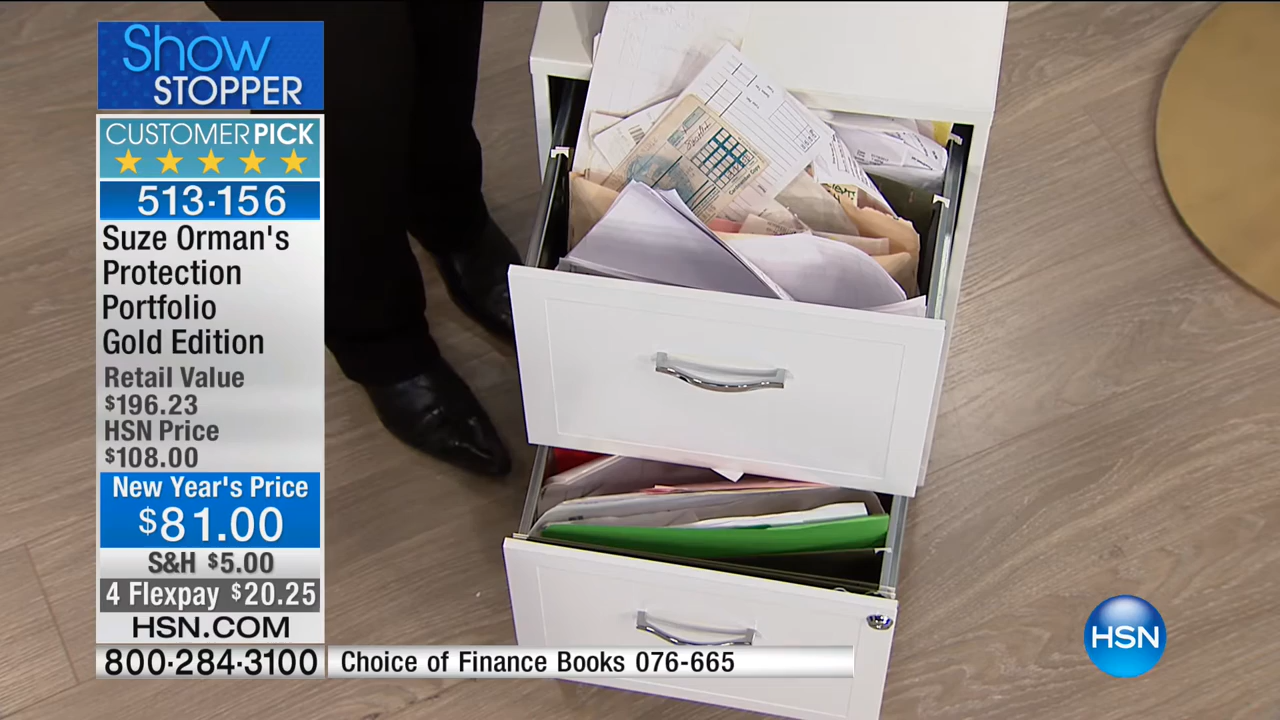 Show
STOPPER
CUSTOMER PICK
513-156
Suze Orman's
Protection
Portfolio
Gold Edition
Retail Value
$196.23
HSN Price
$108.00
New Year's Price
$81.00
S&H $5.00
4 Flexpay $20.25
HSN.COM
800·284·3100
Choice of Finance Books 076-665
HSN